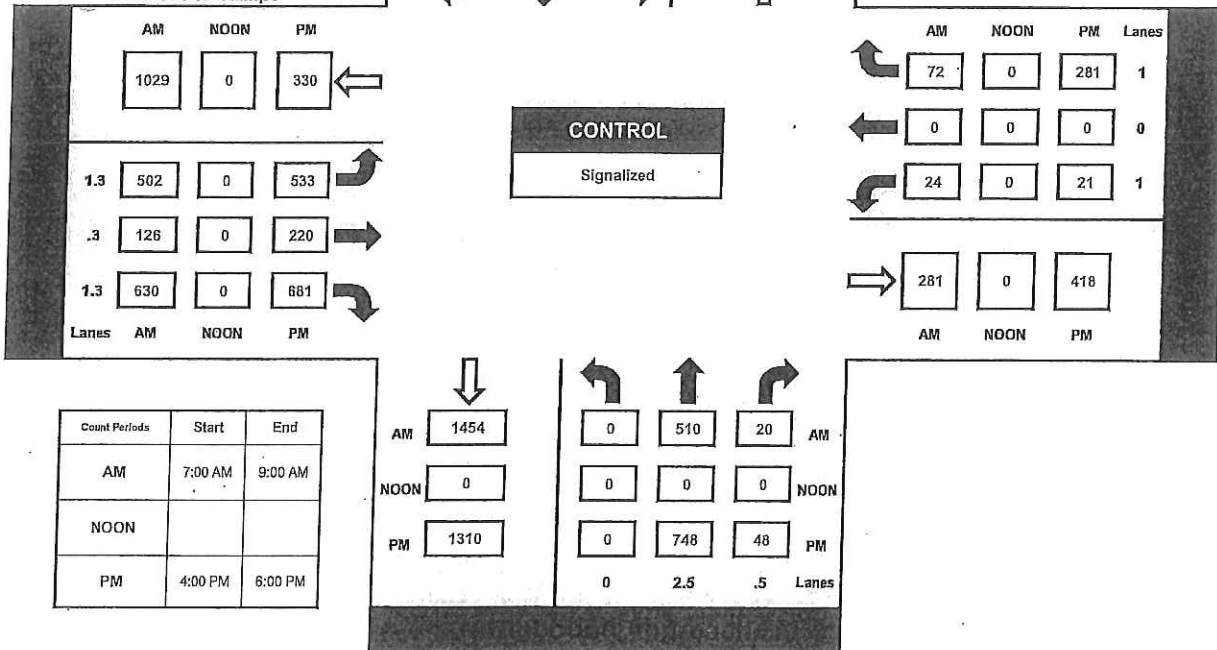 AM NOON PM
1029 0 330
1.3 502 0 533
.3 126 0 220
1.3 630 0 681
Lanes AM NOON PM
CONTROL
Signalized
AM NOON PM Lanes
72 0 281 1
0 0 0 0
24 0 21 1
281 0 418
AM NOON PM
Count Periods Start End
AM 7:00 AM 9:00 AM
NOON
PM 4:00 PM 6:00 PM
AM 1454
NOON 0
PM 1310
0 510 20 AM
0 0 0 NOON
0 748 48 PM
0 2.5 .5 Lanes